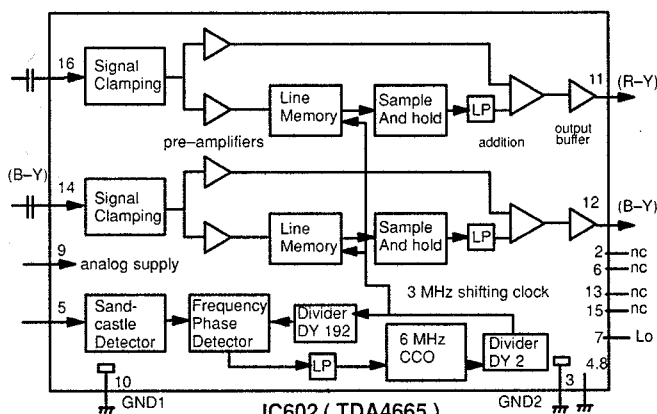 16
Signal
Clamping
pre-amplifiers
Line
Memory
Sample
And hold
LP
addition
output
buffer
11
(R-Y)
(B-Y)
14
Signal
Clamping
Line
Memory
Sample
And hold
LP
12
(B-Y)
9
analog supply
2
nc
6
nc
13
nc
15
nc
7
Lo
3 MHz shifting clock
5
Sand-
castle
Detector
Frequency
Phase
Detector
Divider
DY 192
LP
6 MHz
CCO
Divider
DY 2
10
GND1
GND2
3
4.8
IC602 ( TDA4665 )